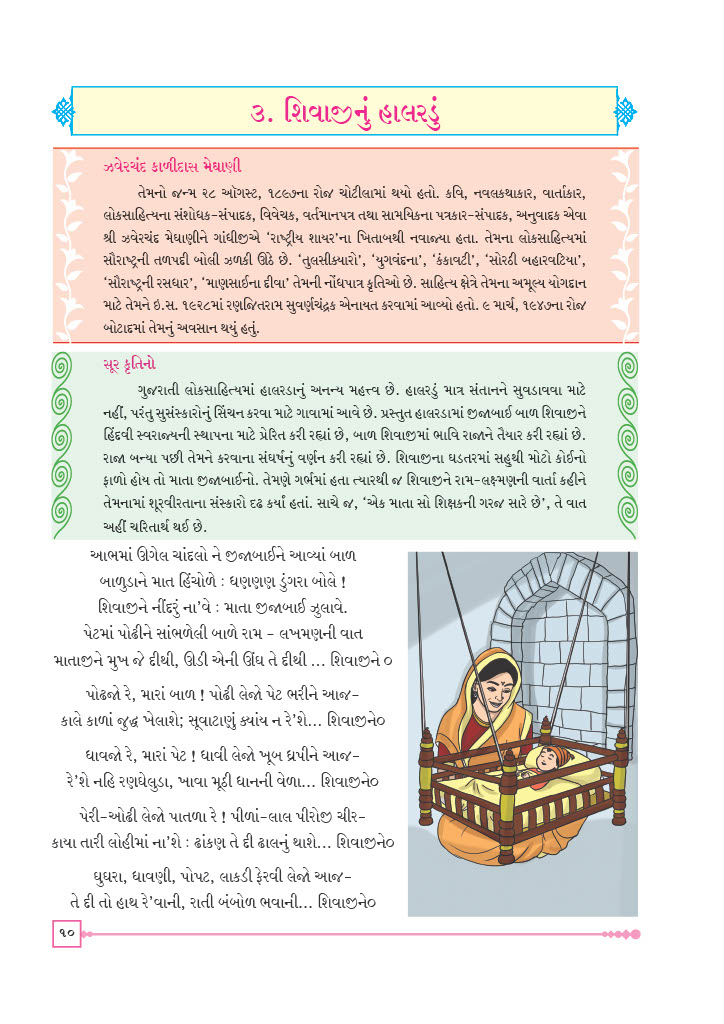 ૩. શિવાજીનું હાલરડું
ઝવેરચંદ કાળીદાસ મેઘાણી
તેમનો જન્મ ૨૮ ઑગસ્ટ, ૧૮૯૭ના રોજ ચોટીલામાં થયો હતો. કવિ, નવલકથાકાર, વાર્તાકાર,
લોકસાહિત્યના સંશોધક-સંપાદક, વિવેચક, વર્તમાનપત્ર તથા સામયિકના પત્રકાર-સંપાદક, અનુવાદક એવા
શ્રી ઝવેરચંદ મેઘાણીને ગાંધીજીએ ‘રાષ્ટ્રીય શાયર’ના ખિતાબથી નવાજ્યા હતા. તેમના લોકસાહિત્યમાં
સૌરાષ્ટ્રની તળપદી બોલી ઝળકી ઊઠે છે. ‘તુલસીક્યારો’, ‘યુગવંદના’, ‘કંકાવટી’, ‘સોરઠી બહારવટિયા’,
‘સૌરાષ્ટ્રની રસધાર’, ‘માણસાઈના દીવા’ તેમની નોંધપાત્ર કૃતિઓ છે. સાહિત્ય ક્ષેત્રે તેમના અમૂલ્ય યોગદાન
માટે તેમને ઇ.સ. ૧૯૨૮માં રણજિતરામ સુવર્ણચંદ્રક એનાયત કરવામાં આવ્યો હતો. ૯ માર્ચ, ૧૯૪૭ના રોજ
બોટાદમાં તેમનું અવસાન થયું હતું.
સૂર કૃતિનો
ગુજરાતી લોકસાહિત્યમાં હાલરડાનું અનન્ય મહત્ત્વ છે. હાલરડું માત્ર સંતાનને સુવડાવવા માટે
નહીં, પરંતુ સુસંસ્કારોનું સિંચન કરવા માટે ગાવામાં આવે છે. પ્રસ્તુત હાલરડામાં જીજાબાઈ બાળ શિવાજીને
હિંદવી સ્વરાજ્યની સ્થાપના માટે પ્રેરિત કરી રહ્યાં છે, બાળ શિવાજીમાં ભાવિ રાજાને તૈયાર કરી રહ્યાં છે.
રાજા બન્યા પછી તેમને કરવાના સંઘર્ષનું વર્ણન કરી રહ્યાં છે. શિવાજીના ઘડતરમાં સહુથી મોટો કોઈનો
ફાળો હોય તો માતા જીજાબાઈનો. તેમણે ગર્ભમાં હતા ત્યારથી જ શિવાજીને રામ-લક્ષ્મણની વાર્તા કહીને
તેમનામાં શૂરવીરતાના સંસ્કારો દૃઢ કર્યાં હતાં. સાચે જ, ‘એક માતા સો શિક્ષકની ગરજ સારે છે’, તે વાત
અહીં ચરિતાર્થ થઈ છે.
આભમાં ઊગેલ ચાંદલો ને જીજાબાઈને આવ્યાં બાળ
બાળુડાને માત હિંચોળે : ઘણણણ ડુંગરા બોલે !
શિવાજીને નીંદરું ના’વે : માતા જીજાબાઈ ઝુલાવે.
પેટમાં પોઢીને સાંભળેલી બાળે રામ - લખમણની વાત
માતાજીને મુખ જે દીથી, ઊડી એની ઊંઘ તે દીથી ... શિવાજીને ૦
પોઢજો રે, મારાં બાળ ! પોઢી લેજો પેટ ભરીને આજ-
કાલે કાળાં જુદ્ધ ખેલાશે; સૂવાટાણું ક્યાંય ન રે’શે... શિવાજીને૦
ધાવજો રે, મારાં પેટ ! ધાવી લેજો ખૂબ ધ્રપીને આજ-
રે’શે નહિ રણઘેલુડા, ખાવા મૂઠી ધાનની વેળા... શિવાજીને૦
પેરી-ઓઢી લેજો પાતળા રે ! પીળાં-લાલ પીરોજી ચીર-
કાયા તારી લોહીમાં ના’શે : ઢાંકણ તે દી ઢાલનું થાશે... શિવાજીને૦
ઘુઘરા, ધાવણી, પોપટ, લાકડી ફેરવી લેજો આજ-
તે દી તો હાથ રે’વાની, રાતી બંબોળ ભવાની... શિવાજીને૦
૧૦